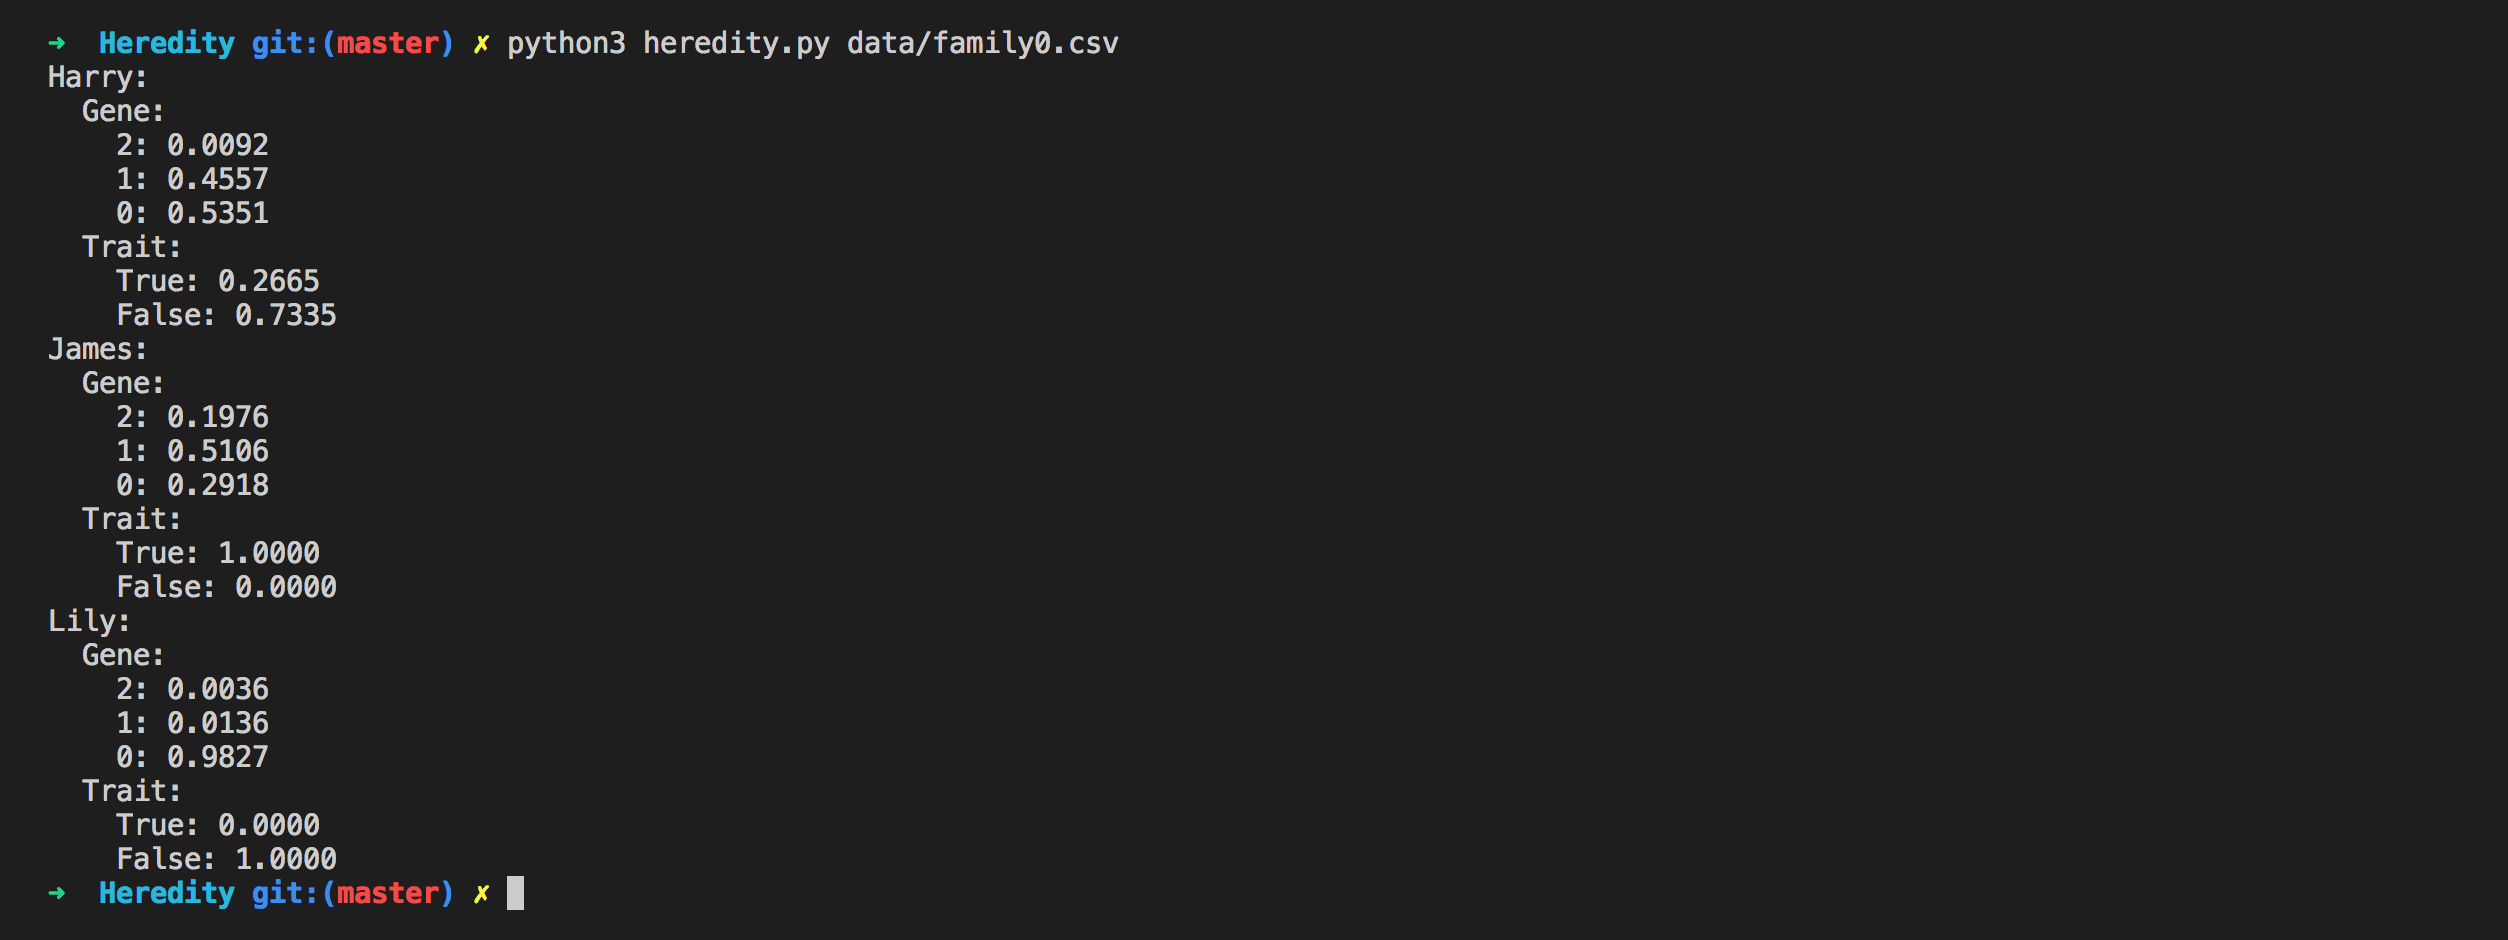 ➜  Heredity git:(master) ✗ python3 heredity.py data/family0.csv
Harry:
  Gene:
    2: 0.0092
    1: 0.4557
    0: 0.5351
  Trait:
    True: 0.2665
    False: 0.7335
James:
  Gene:
    2: 0.1976
    1: 0.5106
    0: 0.2918
  Trait:
    True: 1.0000
    False: 0.0000
Lily:
  Gene:
    2: 0.0036
    1: 0.0136
    0: 0.9827
  Trait:
    True: 0.0000
    False: 1.0000
➜  Heredity git:(master) ✗